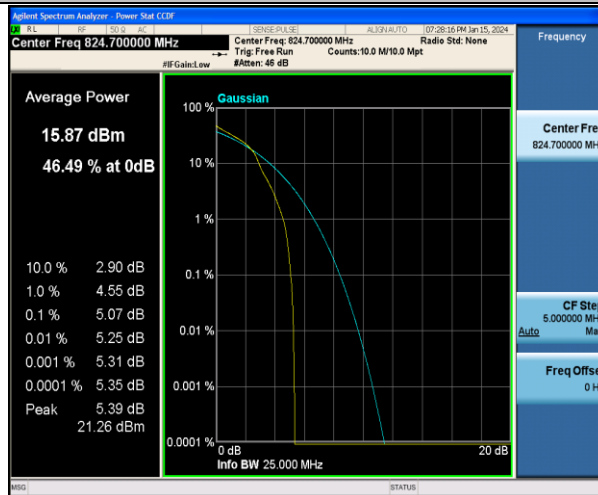 Agilent Spectrum Analyzer - Power Stat CCDF
RL RF 50 Ω AC SENSE:PULSE ALIGNAUTO 07:28:16 PM Jan 15, 2024
Center Freq 824.700000 MHz
Center Freq: 824.700000 MHz Radio Std: None
Trig: Free Run Counts:10.0 M/10.0 Mpt
#IFGain:Low #Atten: 46 dB
Frequency
Average Power
15.87 dBm
46.49 % at 0dB
10.0 % 2.90 dB
1.0 % 4.55 dB
0.1 % 5.07 dB
0.01 % 5.25 dB
0.001 % 5.31 dB
0.0001 % 5.35 dB
Peak 5.39 dB
21.26 dBm
Gaussian
100 %
10 %
1 %
0.1 %
0.01 %
0.001 %
0.0001 %
0 dB 20 dB
Info BW 25.000 MHz
Center Fre
824.700000 MH
CF Ste
5.000000 MH
Auto Ma
Freq Offse
0 H
MSG STATUS